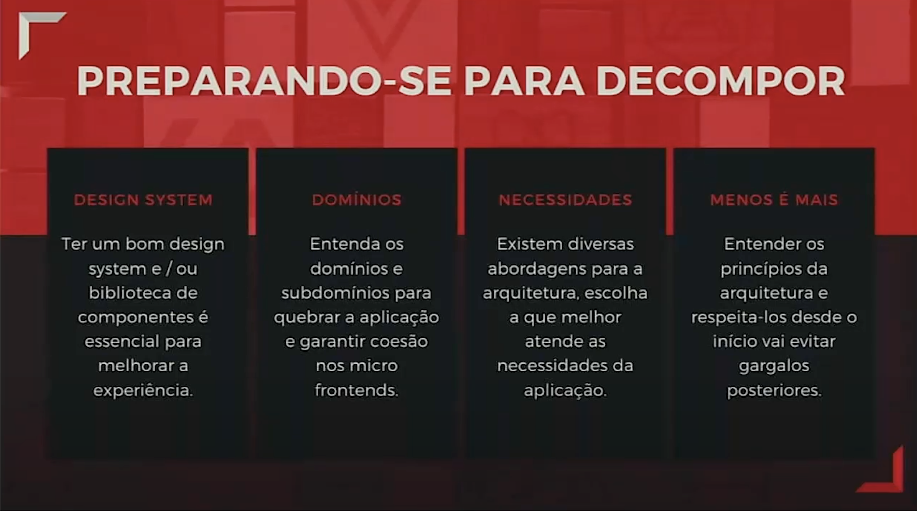 PREPARANDO-SE PARA DECOMPOR
DESIGN SYSTEM
Ter um bom design
system e / ou
biblioteca de
componentes é
essencial para
melhorar a
experiência.
DOMÍNIOS
Entenda os
domínios e
subdomínios para
quebrar a aplicação
e garantir coesão
nos micro
frontends.
NECESSIDADES
Existem diversas
abordagens para a
arquitetura, escolha
a que melhor
atende as
necessidades da
aplicação.
MENOS É MAIS
Entender os
princípios da
arquitetura e
respeita-los desde o
início vai evitar
gargalos
posteriores.